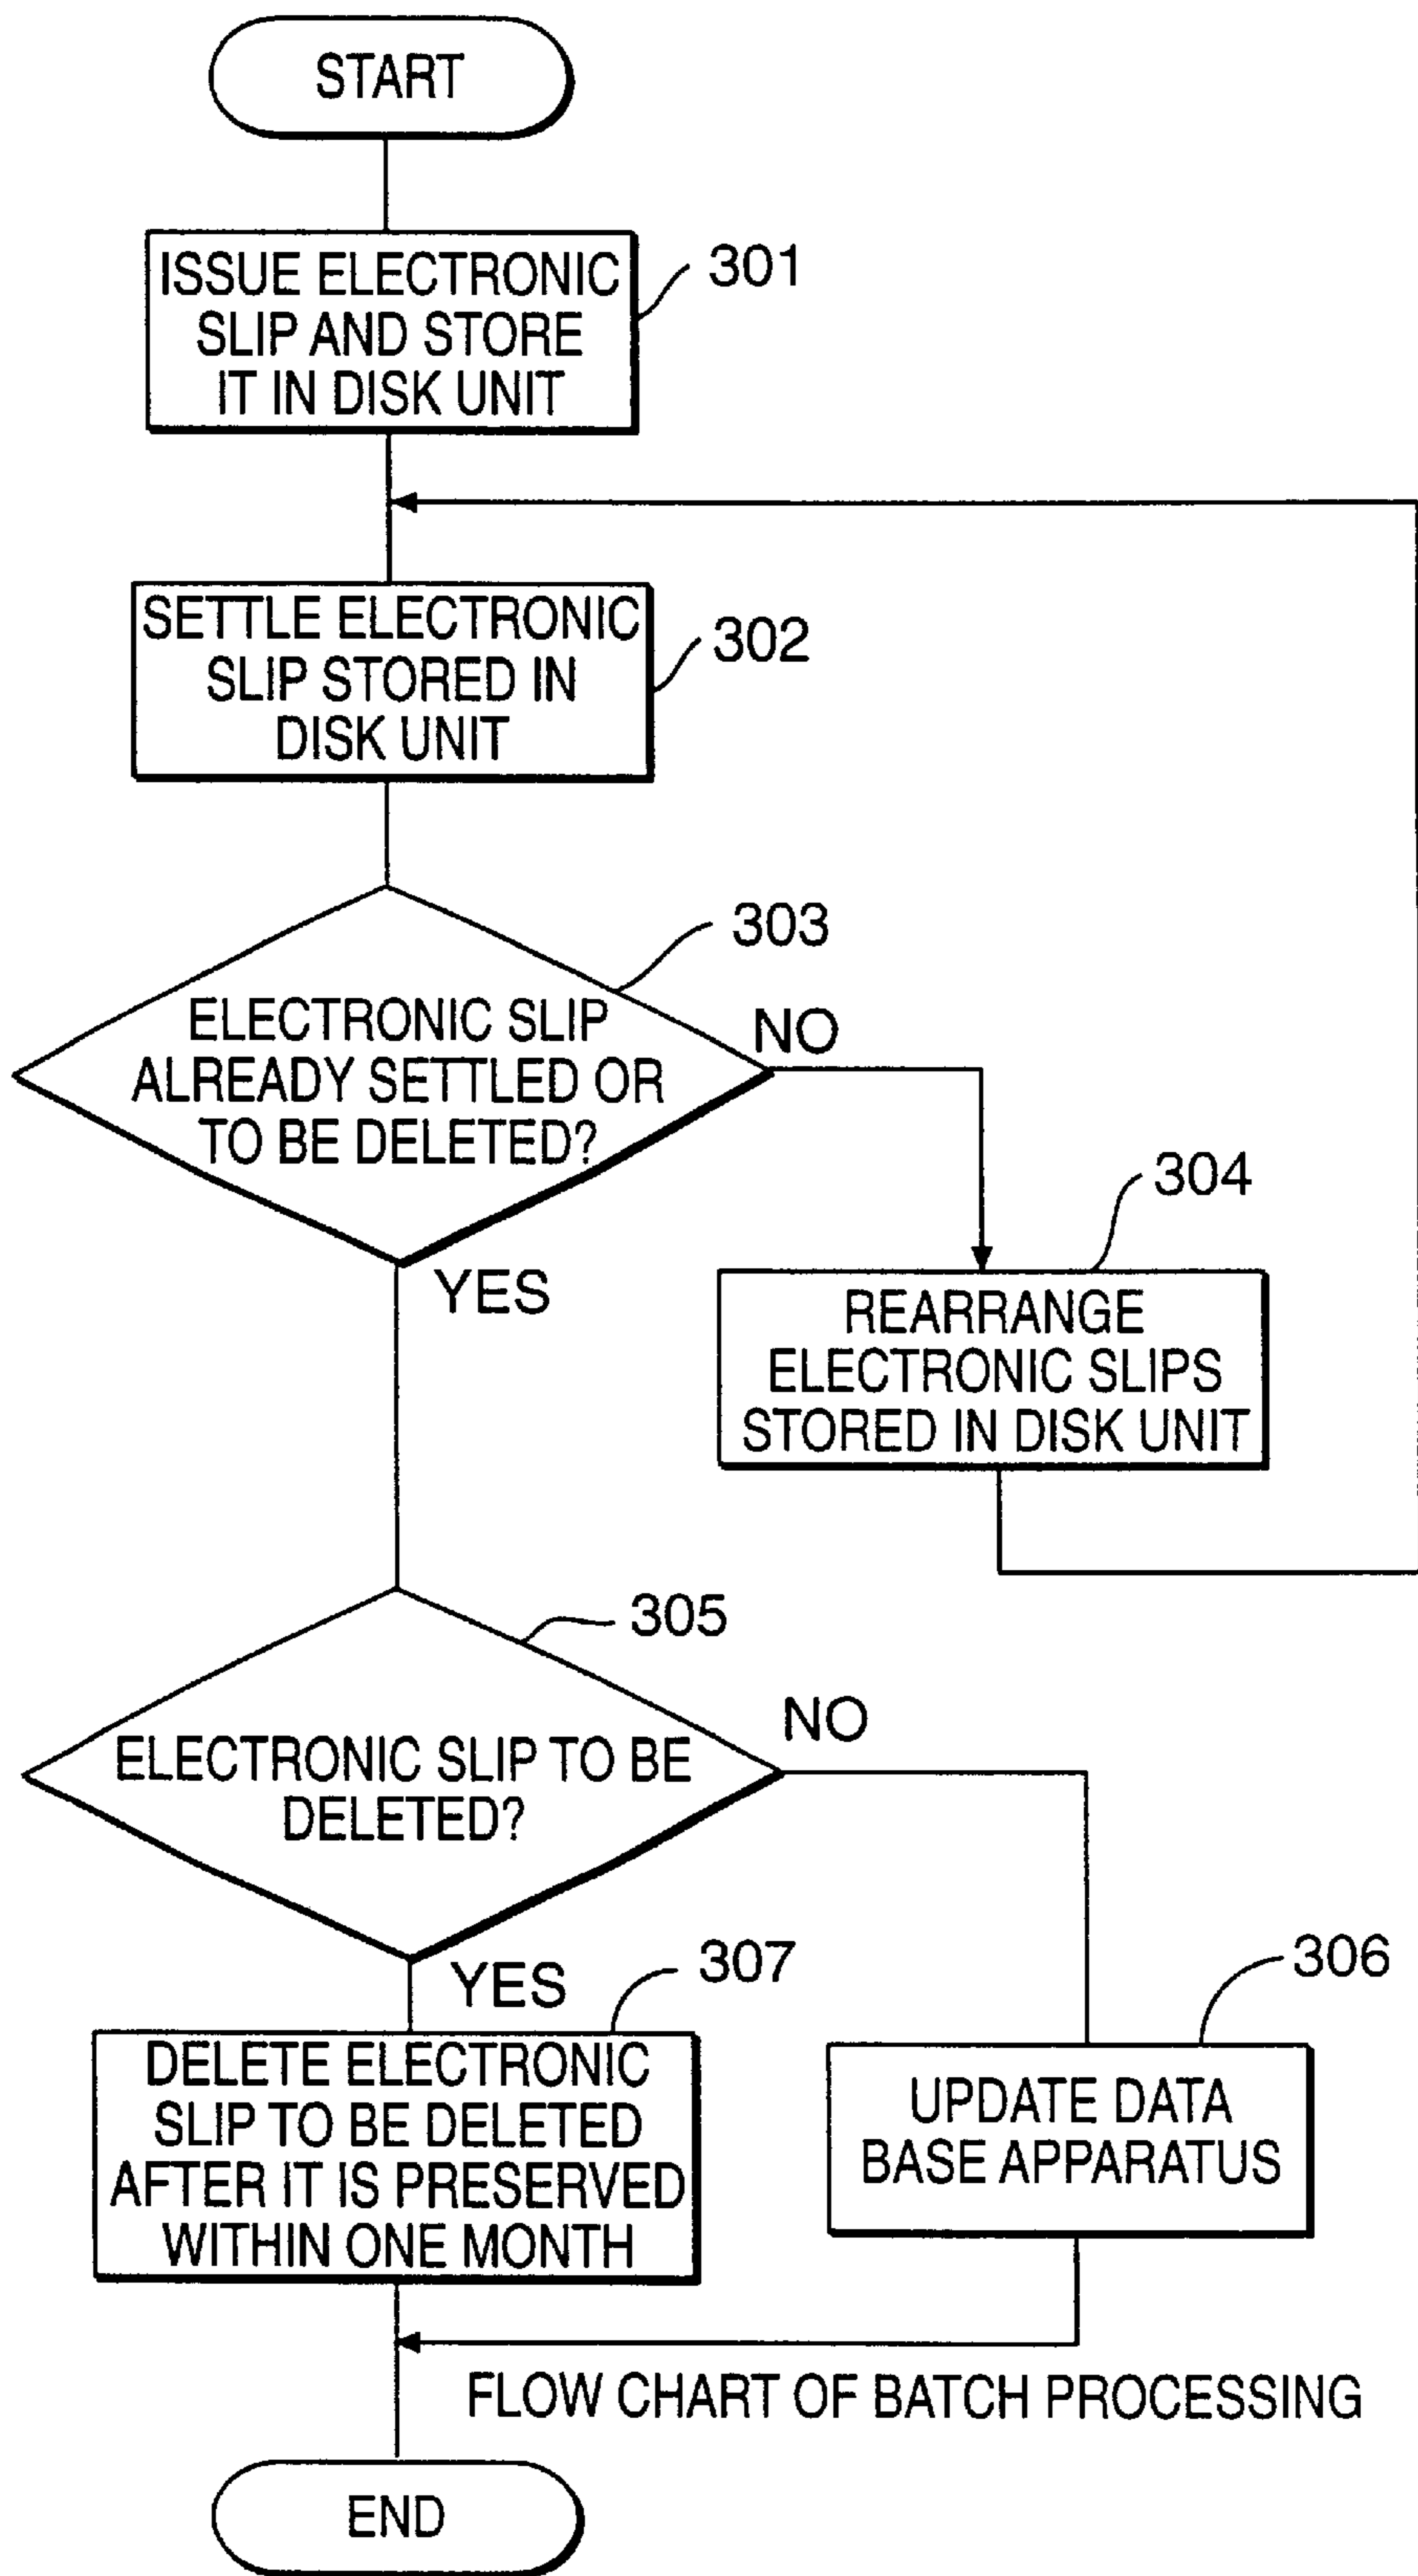 START
ISSUE ELECTRONIC
SLIP AND STORE
IT IN DISK UNIT
301
SETTLE ELECTRONIC
SLIP STORED IN
DISK UNIT
302
303
ELECTRONIC SLIP
ALREADY SETTLED OR
TO BE DELETED?
NO
YES
304
REARRANGE
ELECTRONIC SLIPS
STORED IN DISK UNIT
305
ELECTRONIC SLIP TO BE
DELETED?
NO
YES
307
DELETE ELECTRONIC
SLIP TO BE DELETED
AFTER IT IS PRESERVED
WITHIN ONE MONTH
306
UPDATE DATA
BASE APPARATUS
FLOW CHART OF BATCH PROCESSING
END